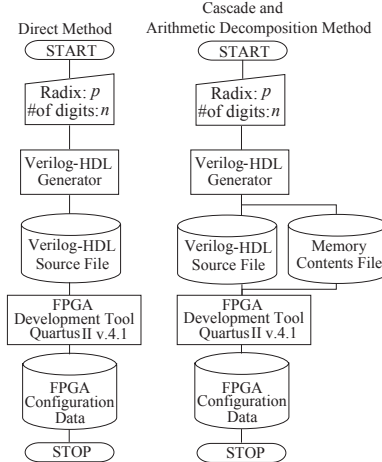 Direct Method
START
Radix: p
#of digits: n
Verilog-HDL
Generator
Verilog-HDL
Source File
FPGA
Development Tool
Quartus II v.4.1
FPGA
Configuration
Data
STOP
Cascade and
Arithmetic Decomposition Method
START
Radix: p
#of digits: n
Verilog-HDL
Generator
Verilog-HDL
Source File
Memory
Contents File
FPGA
Development Tool
Quartus II v.4.1
FPGA
Configuration
Data
STOP